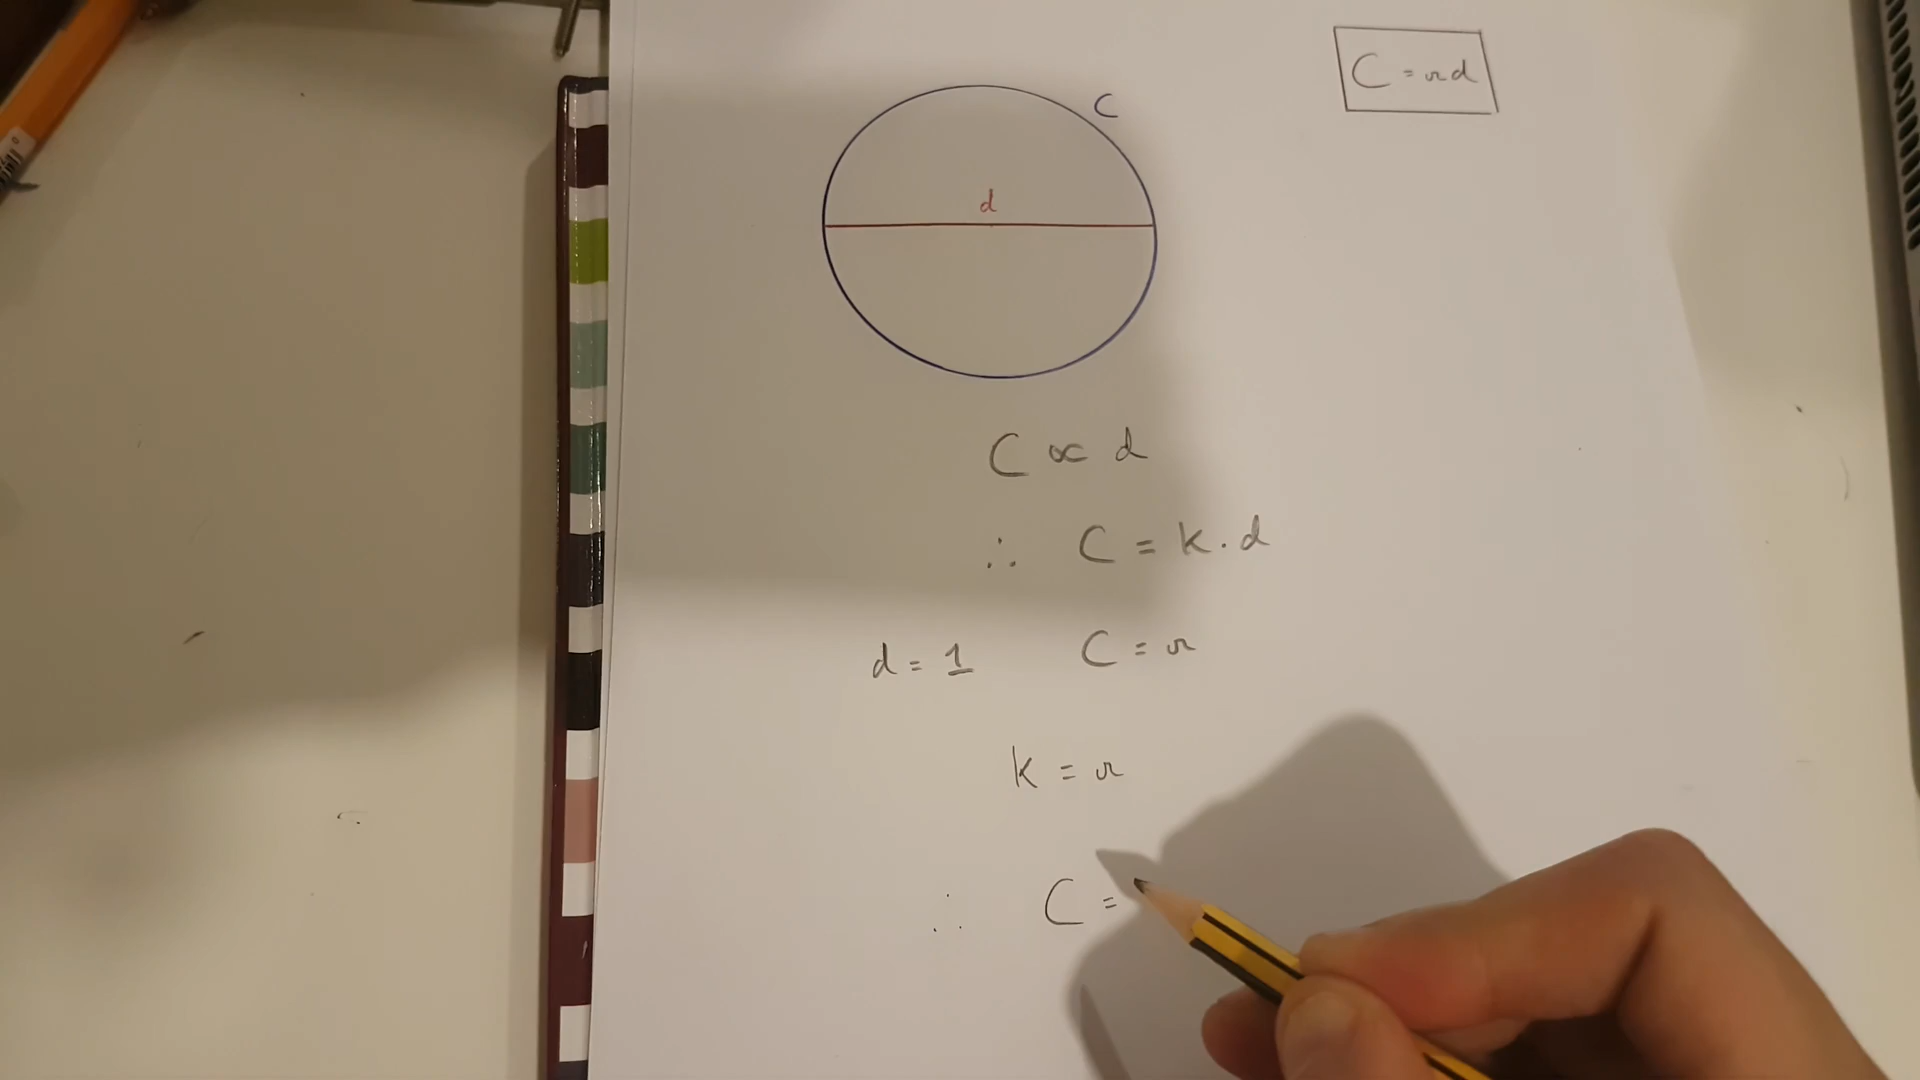 C = πd
C
d
C ∝ d
∴ C = k . d
d = 1 C = π
k = π
∴ C =